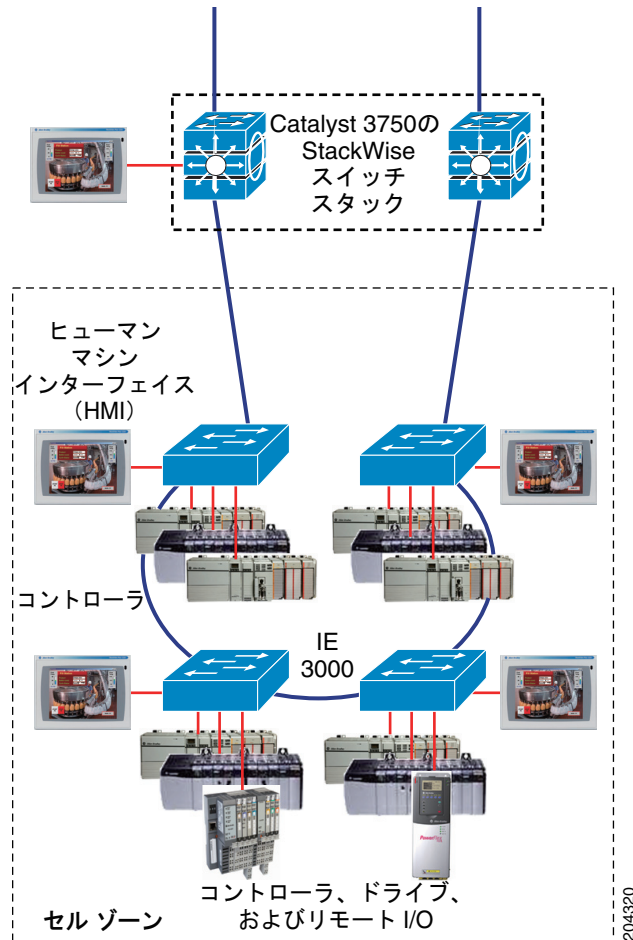 Catalyst 3750の
StackWise
スイッチ
スタック
ヒューマン
マシン
インターフェイス
（HMI）
コントローラ
IE
3000
PowerFlex
コントローラ、ドライブ、
およびリモート I/O
セル ゾーン
204320